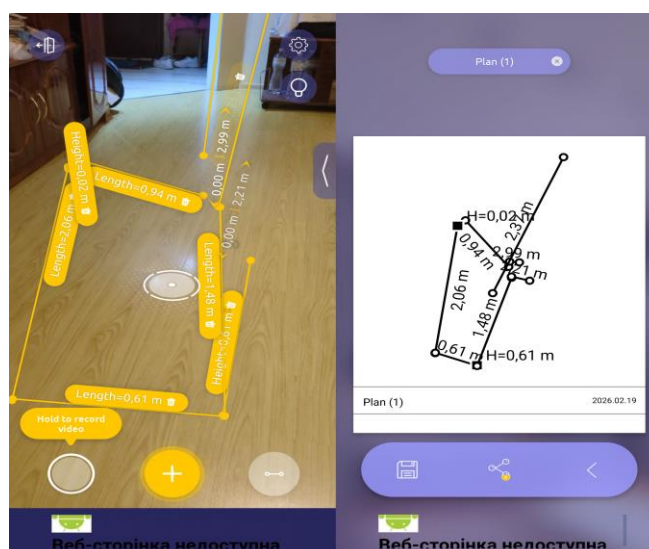 Height=0,02 m
Length=0,94 m
Length=2,06 m
0,00 m
2,99 m
0,00 m
2,21 m
Length=1,48 m
Height=0,61 m
Length=0,61 m
Hold to record
video
Веб-сторінка недоступна
Plan (1)
H=0,02 m
0,94 m
2,99 m
2,21 m
2,06 m
1,48 m
0,61 m
H=0,61 m
Plan (1)
2026.02.19
Веб-сторінка недоступна